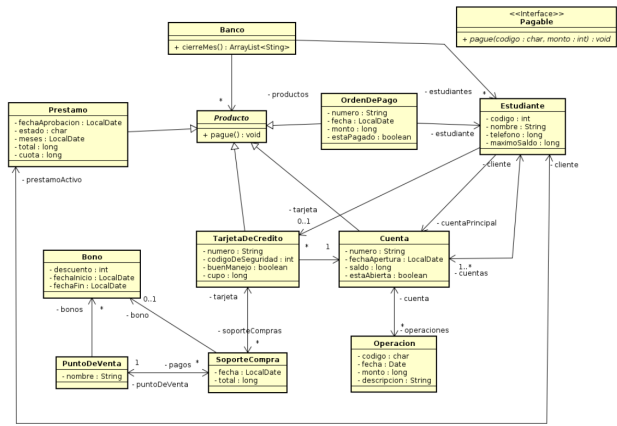 <<Interface>>
Pagable
+ pague(codigo : char, monto : int) : void
Banco
+ cierreMes() : ArrayList<Sting>
*
- productos
- estudiantes
*
Prestamo
- fechaAprobacion : LocalDate
- estado : char
- meses : LocalDate
- total : long
- cuota : long
Producto
+ pague() : void
OrdenDePago
- numero : String
- fecha : LocalDate
- monto : long
- estaPagado : boolean
- estudiante
Estudiante
- codigo : int
- nombre : String
- telefono : long
- maximoSaldo : long
- prestamoActivo
- cliente
- cliente
- tarjeta
0..1
- cuentaPrincipal
TarjetaDeCredito
- numero : String
- codigoDeSeguridad : int
- buenManejo : boolean
- cupo : long
*
1
Cuenta
- numero : String
- fechaApertura : LocalDate
- saldo : long
- estaAbierta : boolean
1..*
- cuentas
Bono
- descuento : int
- fechaInicio : LocalDate
- fechaFin : LocalDate
0..1
- bonos
*
- bono
- tarjeta
- soporteCompras
*
- cuenta
*
- operaciones
Operacion
- codigo : char
- fecha : Date
- monto : long
- descripcion : String
PuntoDeVenta
- nombre : String
1
- pagos
*
- puntoDeVenta
SoporteCompra
- fecha : LocalDate
- total : long